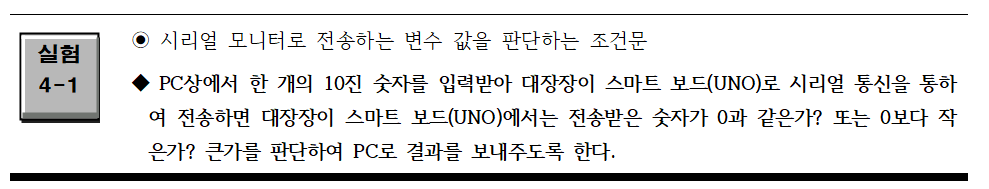 실험
4-1
◉ 시리얼 모니터로 전송하는 변수 값을 판단하는 조건문
◆ PC상에서 한 개의 10진 숫자를 입력받아 대장장이 스마트 보드(UNO)로 시리얼 통신을 통하
여 전송하면 대장장이 스마트 보드(UNO)에서는 전송받은 숫자가 0과 같은가? 또는 0보다 작
은가? 큰가를 판단하여 PC로 결과를 보내주도록 한다.